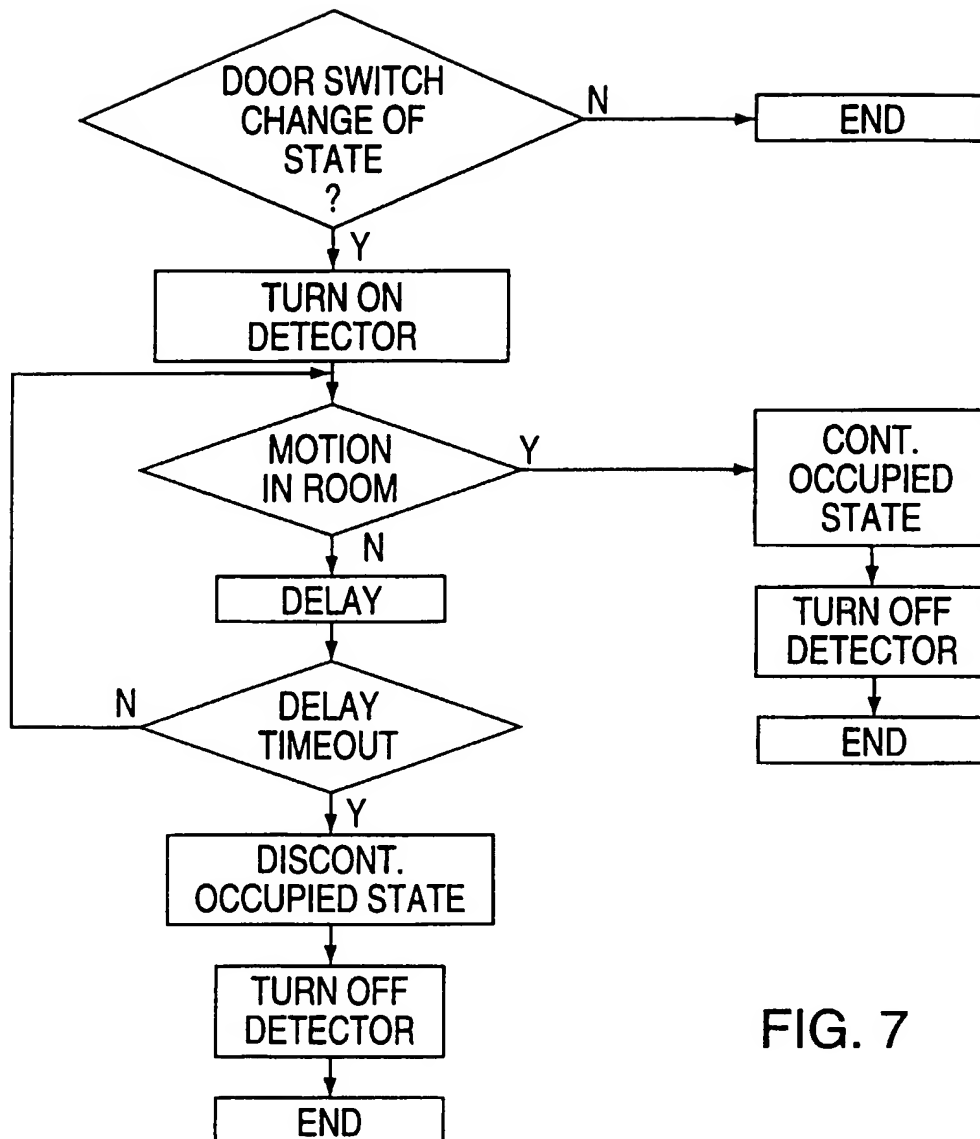 DOOR SWITCH
CHANGE OF
STATE
?
N
END
Y
TURN ON
DETECTOR
MOTION
IN ROOM
Y
CONT.
OCCUPIED
STATE
N
DELAY
TURN OFF
DETECTOR
N
DELAY
TIMEOUT
END
Y
DISCONT.
OCCUPIED STATE
TURN OFF
DETECTOR
END
FIG. 7